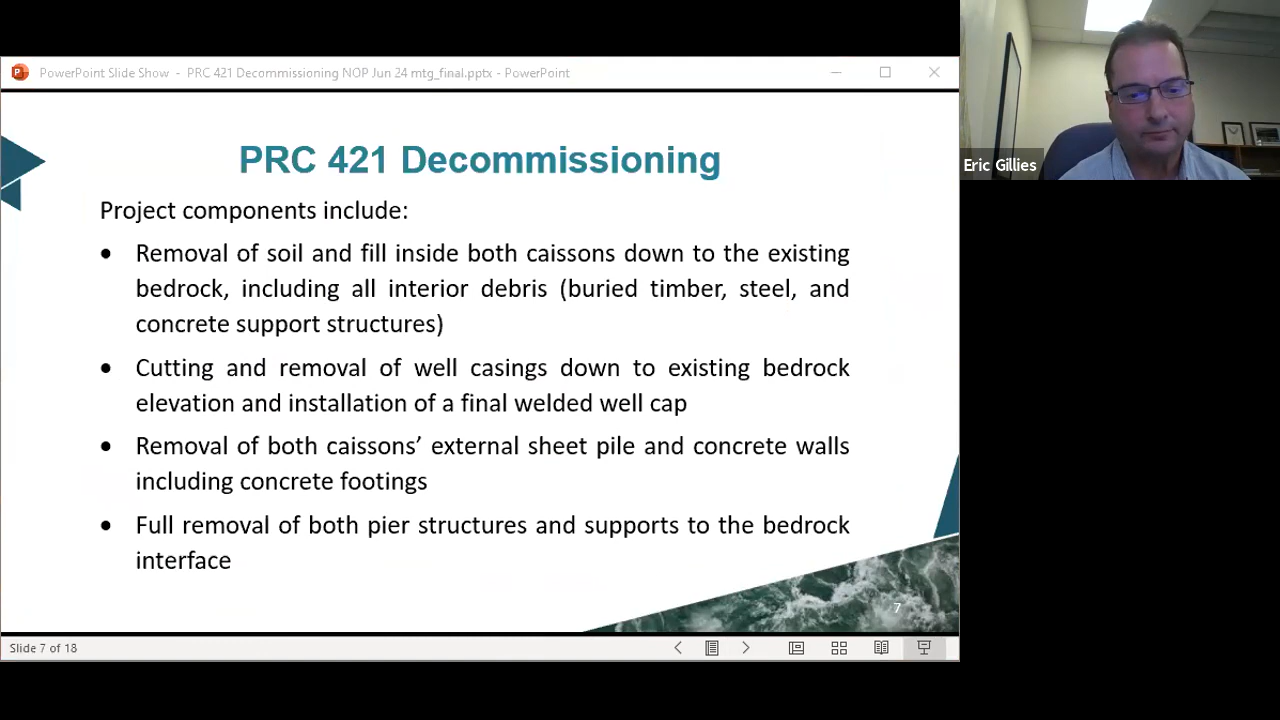 PowerPoint Slide Show - PRC 421 Decommissioning NOP Jun 24 mtg_final.pptx - PowerPoint
PRC 421 Decommissioning
Project components include:
• Removal of soil and fill inside both caissons down to the existing
bedrock, including all interior debris (buried timber, steel, and
concrete support structures)
• Cutting and removal of well casings down to existing bedrock
elevation and installation of a final welded well cap
• Removal of both caissons’ external sheet pile and concrete walls
including concrete footings
• Full removal of both pier structures and supports to the bedrock
interface
7
Slide 7 of 18
Eric Gillies